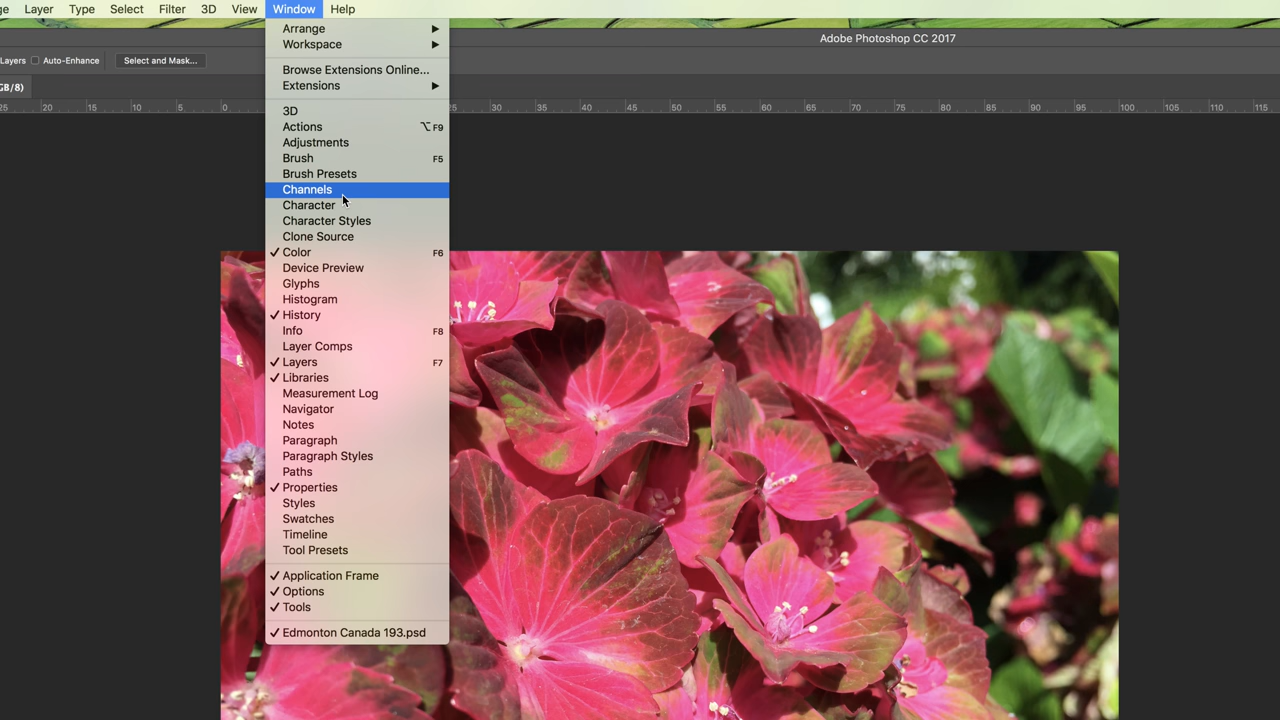 Layer Type Select Filter 3D View Window Help
Adobe Photoshop CC 2017
Layers Auto-Enhance Select and Mask...
GB/8)
25 20 15 10 5 0 25 30 35 40 45 50 55 60 65 70 75 80 85 90 95 100 105 110 115
Arrange
Workspace
Browse Extensions Online...
Extensions
3D
Actions ⌥ F9
Adjustments
Brush F5
Brush Presets
Channels
Character
Character Styles
Clone Source
✓ Color F6
Device Preview
Glyphs
Histogram
✓ History
Info F8
Layer Comps
✓ Layers F7
✓ Libraries
Measurement Log
Navigator
Notes
Paragraph
Paragraph Styles
Paths
✓ Properties
Styles
Swatches
Timeline
Tool Presets
✓ Application Frame
✓ Options
✓ Tools
✓ Edmonton Canada 193.psd